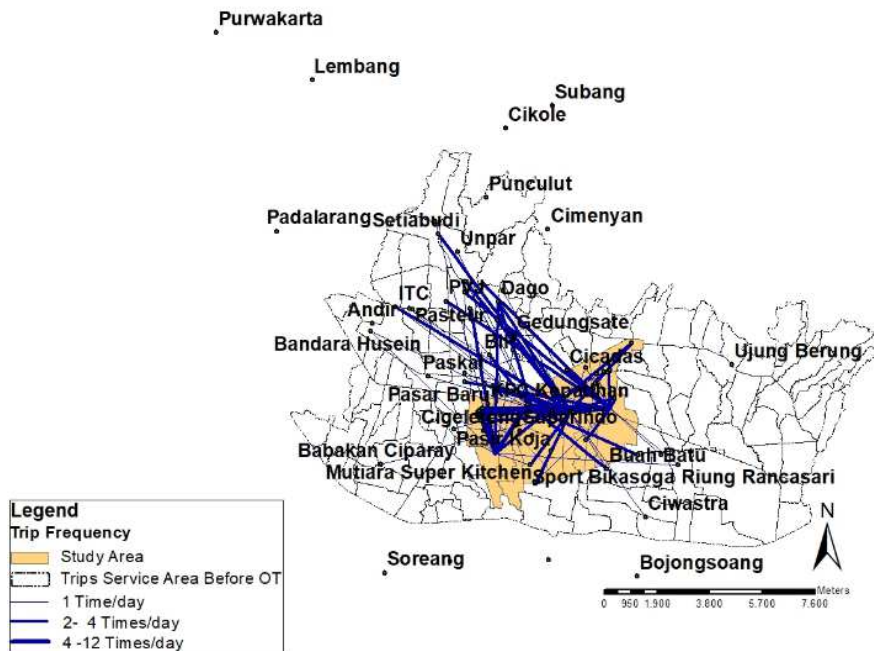 Purwakarta
Lembang
Subang
Cikole
Punculut
Padalarang
Setiabudi
Cimenyan
Unpar
PVJ
Dago
ITC
Andir
Pasteur
Gedungsate
Bandara Husein
BIP
Cicadas
Ujung Berung
Paskal
Pasar Baru
Pasir Koja
Buah Batu
Babakan Ciparay
Mutiara Super Kitchen
Sport Bikasoga Riung Rancasari
Ciwastra
Soreang
Bojongsoang
N
Meters
0 950 1.900 3.800 5.700 7.600
Legend
Trip Frequency
Study Area
Trips Service Area Before OT
1 Time/day
2- 4 Times/day
4 -12 Times/day